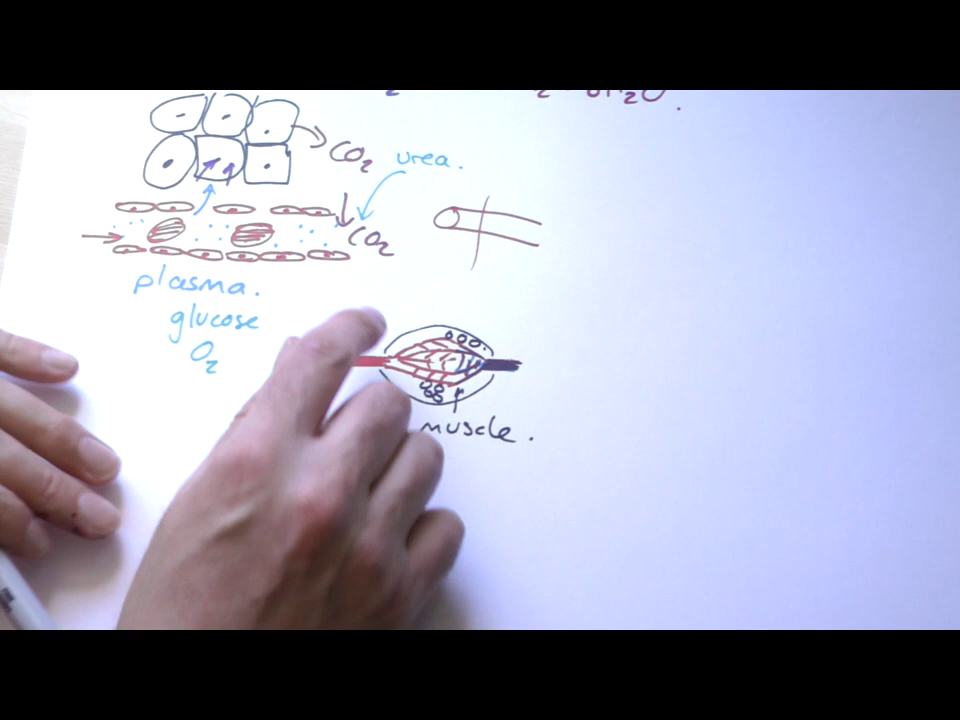 CO₂ urea.
CO₂
plasma.
glucose
O₂
muscle.